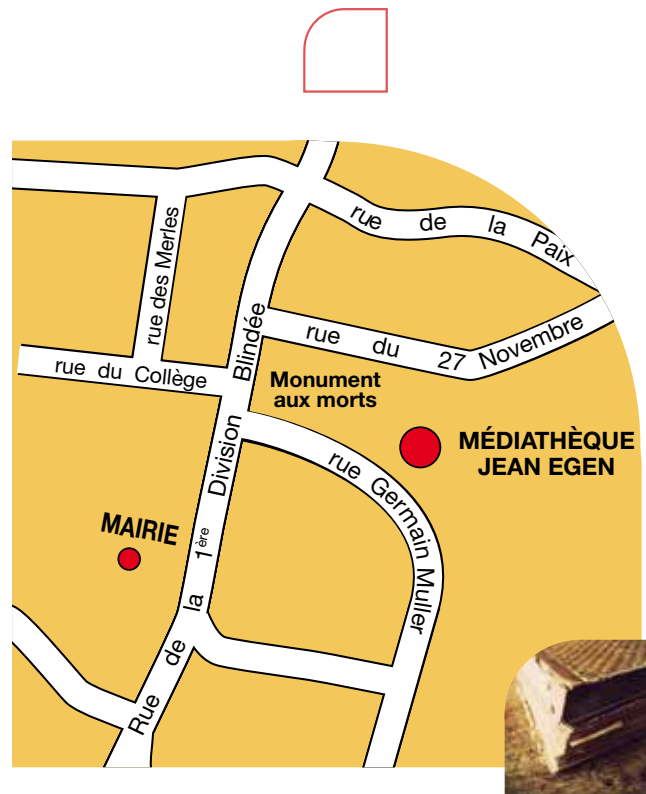 rue de la Paix
rue des Merles
rue du 27 Novembre
rue du Collège
Monument
aux morts
MÉDIATHÈQUE
JEAN EGEN
rue Germain Muller
MAIRIE
Rue de la 1ère Division Blindée